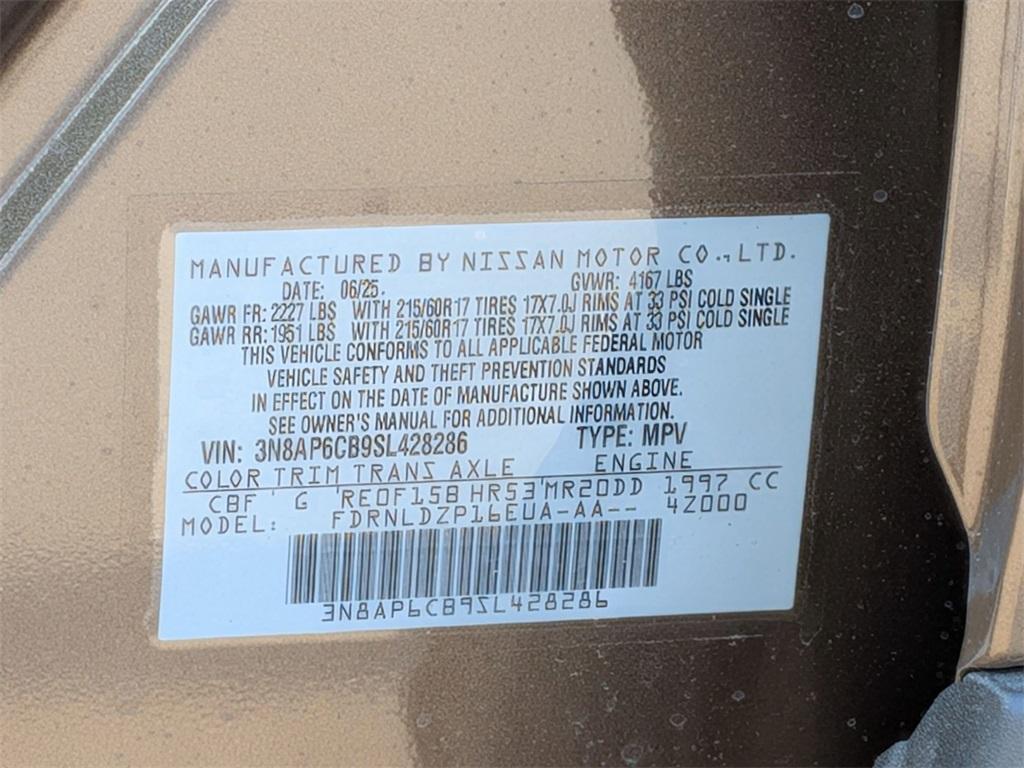 MANUFACTURED BY NISSAN MOTOR CO., LTD.
DATE: 06/25. GVWR: 4167 LBS
GAWR FR: 2227 LBS WITH 215/60R17 TIRES 17X7.0J RIMS AT 33 PSI COLD SINGLE
GAWR RR: 1951 LBS WITH 215/60R17 TIRES 17X7.0J RIMS AT 33 PSI COLD SINGLE
THIS VEHICLE CONFORMS TO ALL APPLICABLE FEDERAL MOTOR
VEHICLE SAFETY AND THEFT PREVENTION STANDARDS
IN EFFECT ON THE DATE OF MANUFACTURE SHOWN ABOVE.
SEE OWNER'S MANUAL FOR ADDITIONAL INFORMATION.
VIN: 3N8AP6CB9SL428286 TYPE: MPV
COLOR TRIM TRANS AXLE ENGINE
CBF G RE0F15B HR53 MR20DD 1997 CC
MODEL: FDRNLDZP16EUA-AA-- 4Z000
3N8AP6CB9SL428286